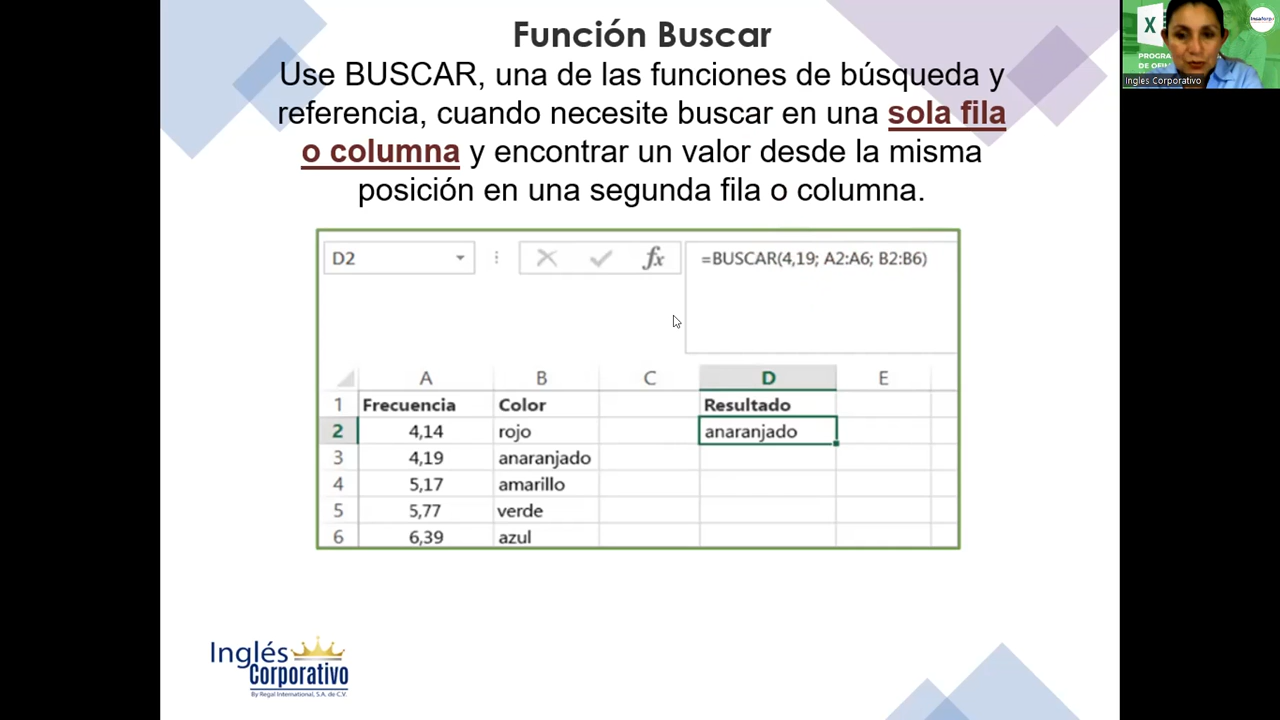 Función Buscar
Use BUSCAR, una de las funciones de búsqueda y
referencia, cuando necesite buscar en una sola fila
o columna y encontrar un valor desde la misma
posición en una segunda fila o columna.
D2 fx =BUSCAR(4,19; A2:A6; B2:B6)
A B C D E
1 Frecuencia Color Resultado
2 4,14 rojo anaranjado
3 4,19 anaranjado
4 5,17 amarillo
5 5,77 verde
6 6,39 azul
Inglés
Corporativo
By Regal International, S.A. de C.V.
X
PROGR
DE OFI
Ingles Corporativo